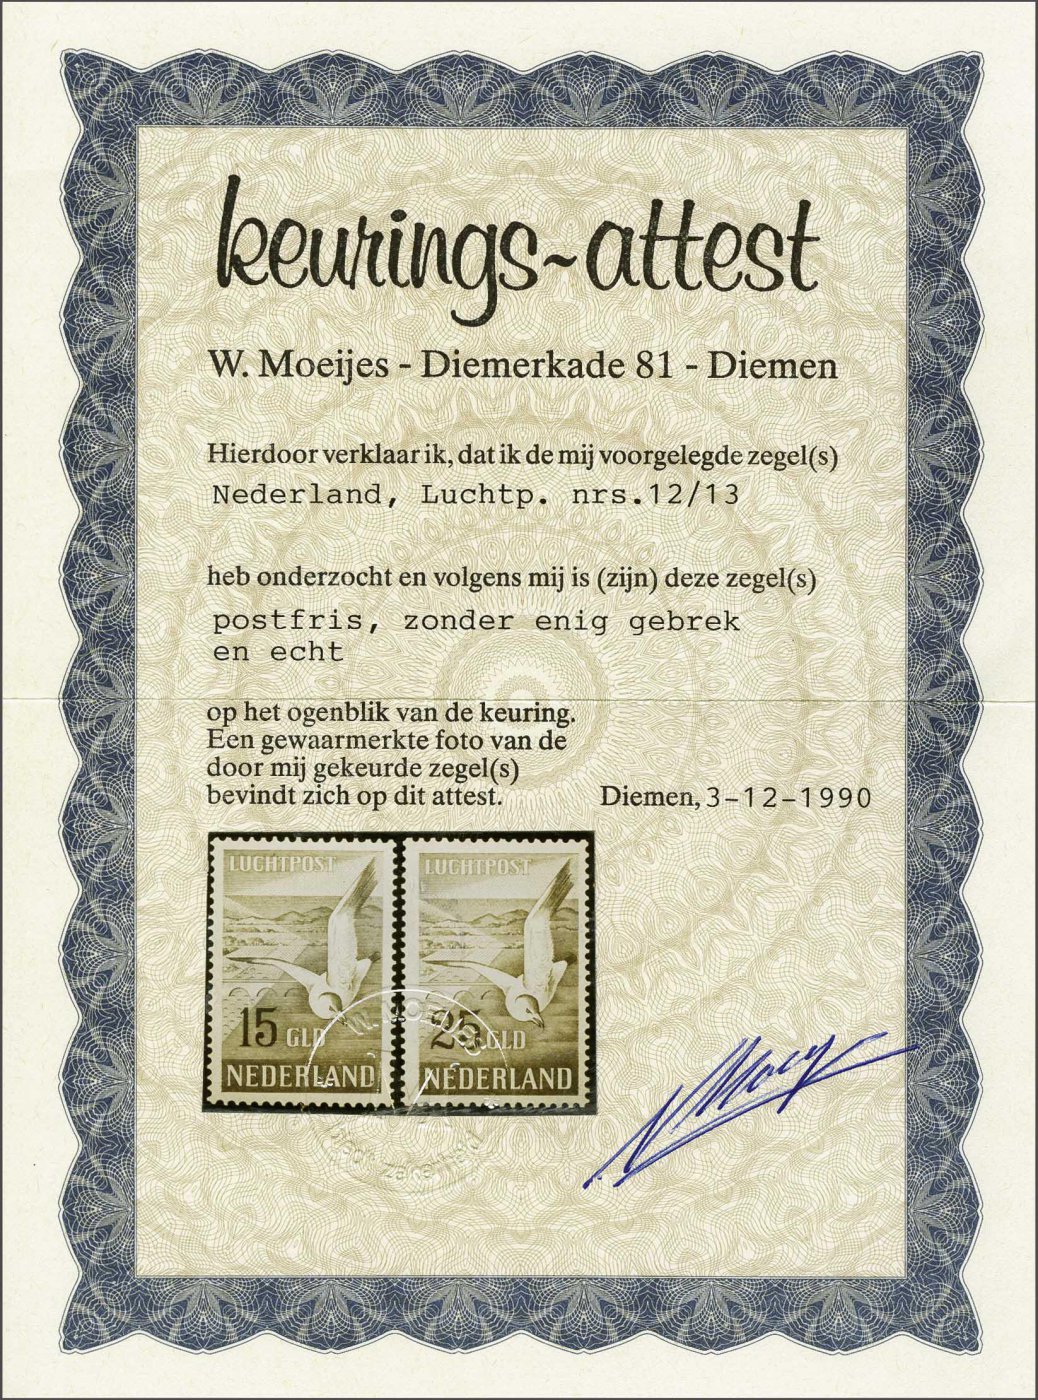 keurings~attest
W. Moeijes - Diemerkade 81 - Diemen
Hierdoor verklaar ik, dat ik de mij voorgelegde zegel(s)
Nederland, Luchtp. nrs.12/13
heb onderzocht en volgens mij is (zijn) deze zegel(s)
postfris, zonder enig gebrek
en echt
op het ogenblik van de keuring.
Een gewaarmerkte foto van de
door mij gekeurde zegel(s)
bevindt zich op dit attest.
Diemen, 3-12-1990
LUCHTPOST
15 GLD
NEDERLAND
LUCHTPOST
25 GLD
NEDERLAND
W. MOEIJES